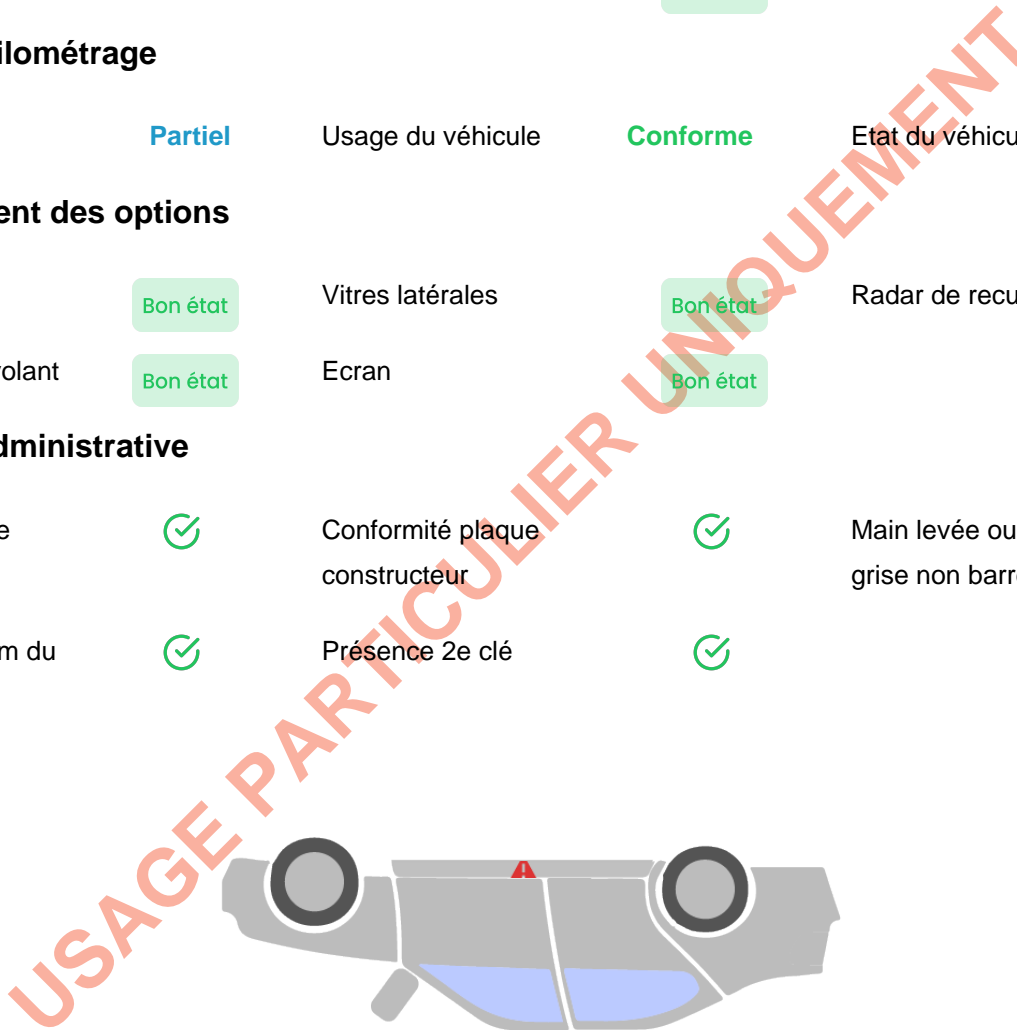 ilométrage
Partiel Usage du véhicule Conforme Etat du véhicu
ent des options
Bon état Vitres latérales Bon état Radar de recu
volant Bon état Ecran Bon état
dministrative
e Conformité plaque Main levée ou
constructeur grise non barr
m du Présence 2e clé
USAGE PARTICULIER UNIQUEMENT